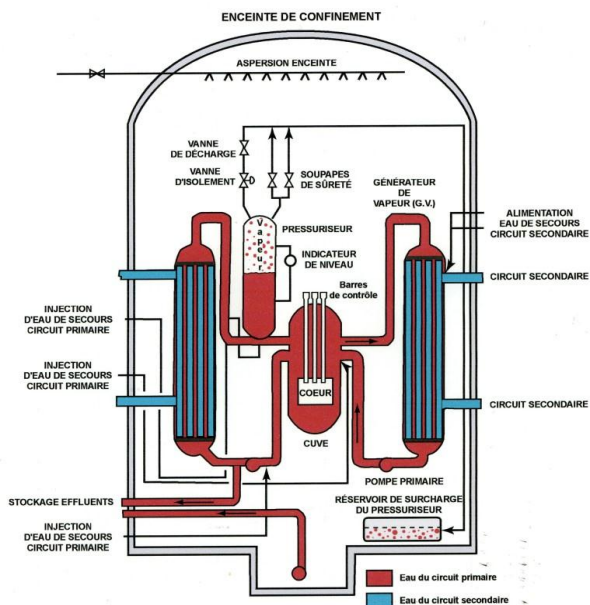 ENCEINTE DE CONFINEMENT
ASPERSION ENCEINTE
VANNE
DE DÉCHARGE
VANNE
D'ISOLEMENT
SOUPAPES
DE SÛRETÉ
GÉNÉRATEUR
DE
VAPEUR (G.V.)
Vapeur
PRESSURISEUR
ALIMENTATION
EAU DE SECOURS
CIRCUIT SECONDAIRE
INDICATEUR
DE NIVEAU
CIRCUIT SECONDAIRE
Barres
de contrôle
INJECTION
D'EAU DE SECOURS
CIRCUIT PRIMAIRE
INJECTION
D'EAU DE SECOURS
CIRCUIT PRIMAIRE
COEUR
CIRCUIT SECONDAIRE
CUVE
POMPE PRIMAIRE
STOCKAGE EFFLUENTS
RÉSERVOIR DE SURCHARGE
DU PRESSURISEUR
INJECTION
D'EAU DE SECOURS
CIRCUIT PRIMAIRE
Eau du circuit primaire
Eau du circuit secondaire